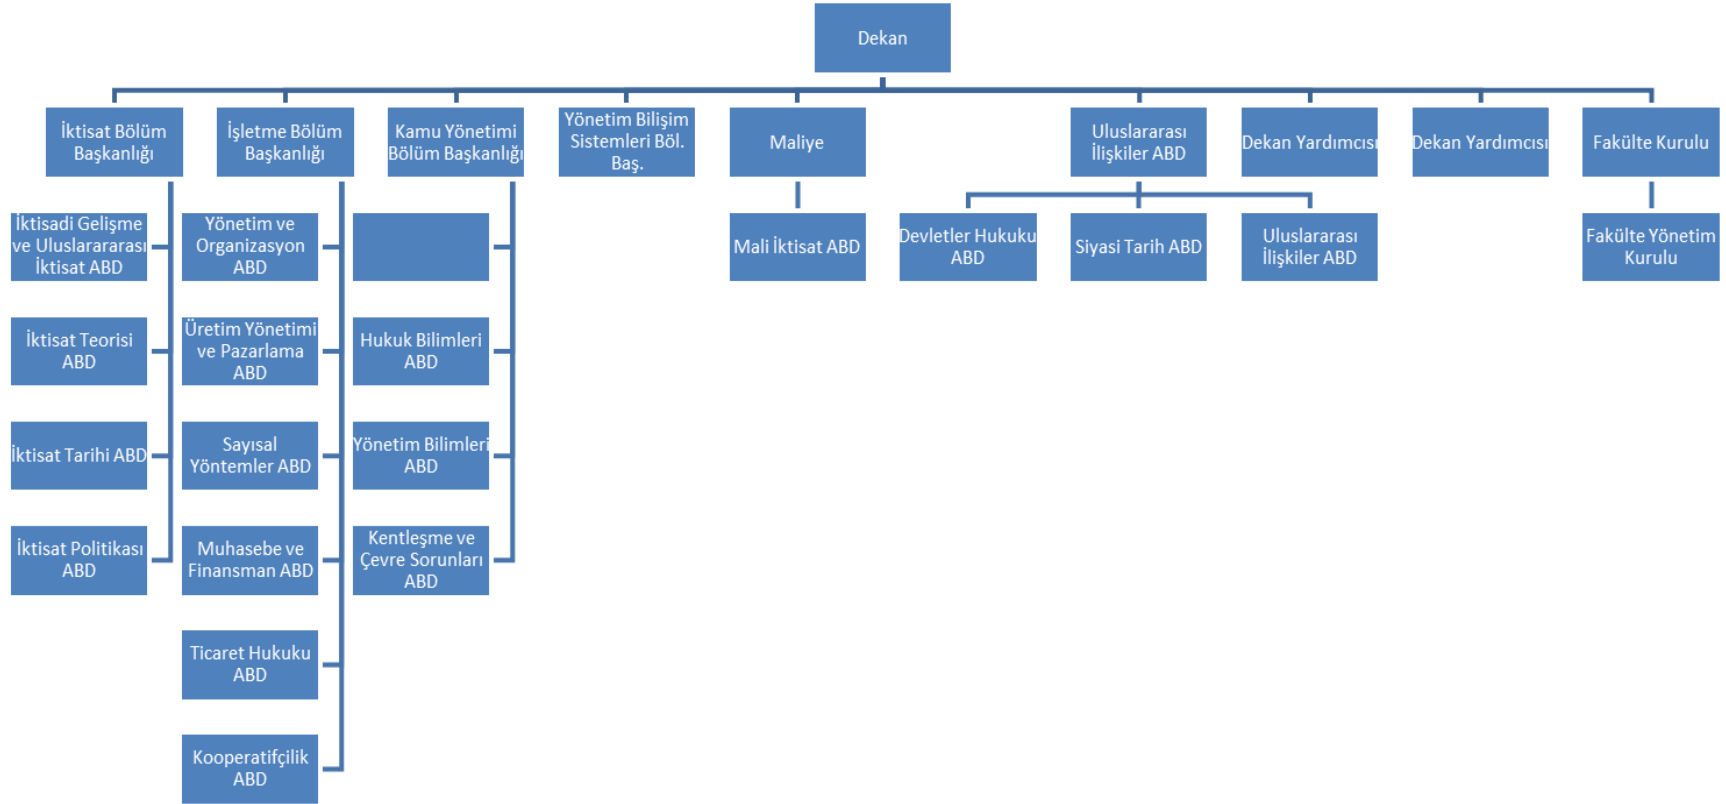 Dekan
İktisat Bölüm
Başkanlığı
İşletme Bölüm
Başkanlığı
Kamu Yönetimi
Bölüm Başkanlığı
Yönetim Bilişim
Sistemleri Böl.
Baş.
Maliye
Uluslararası
İlişkiler ABD
Dekan Yardımcısı
Dekan Yardımcısı
Fakülte Kurulu
İktisadi Gelişme
ve Uluslarararası
İktisat ABD
Yönetim ve
Organizasyon
ABD
Mali İktisat ABD
Devletler Hukuku
ABD
Siyasi Tarih ABD
Uluslararası
İlişkiler ABD
Fakülte Yönetim
Kurulu
İktisat Teorisi
ABD
Üretim Yönetimi
ve Pazarlama
ABD
Hukuk Bilimleri
ABD
İktisat Tarihi ABD
Sayısal
Yöntemler ABD
Yönetim Bilimleri
ABD
İktisat Politikası
ABD
Muhasebe ve
Finansman ABD
Kentleşme ve
Çevre Sorunları
ABD
Ticaret Hukuku
ABD
Kooperatifçilik
ABD